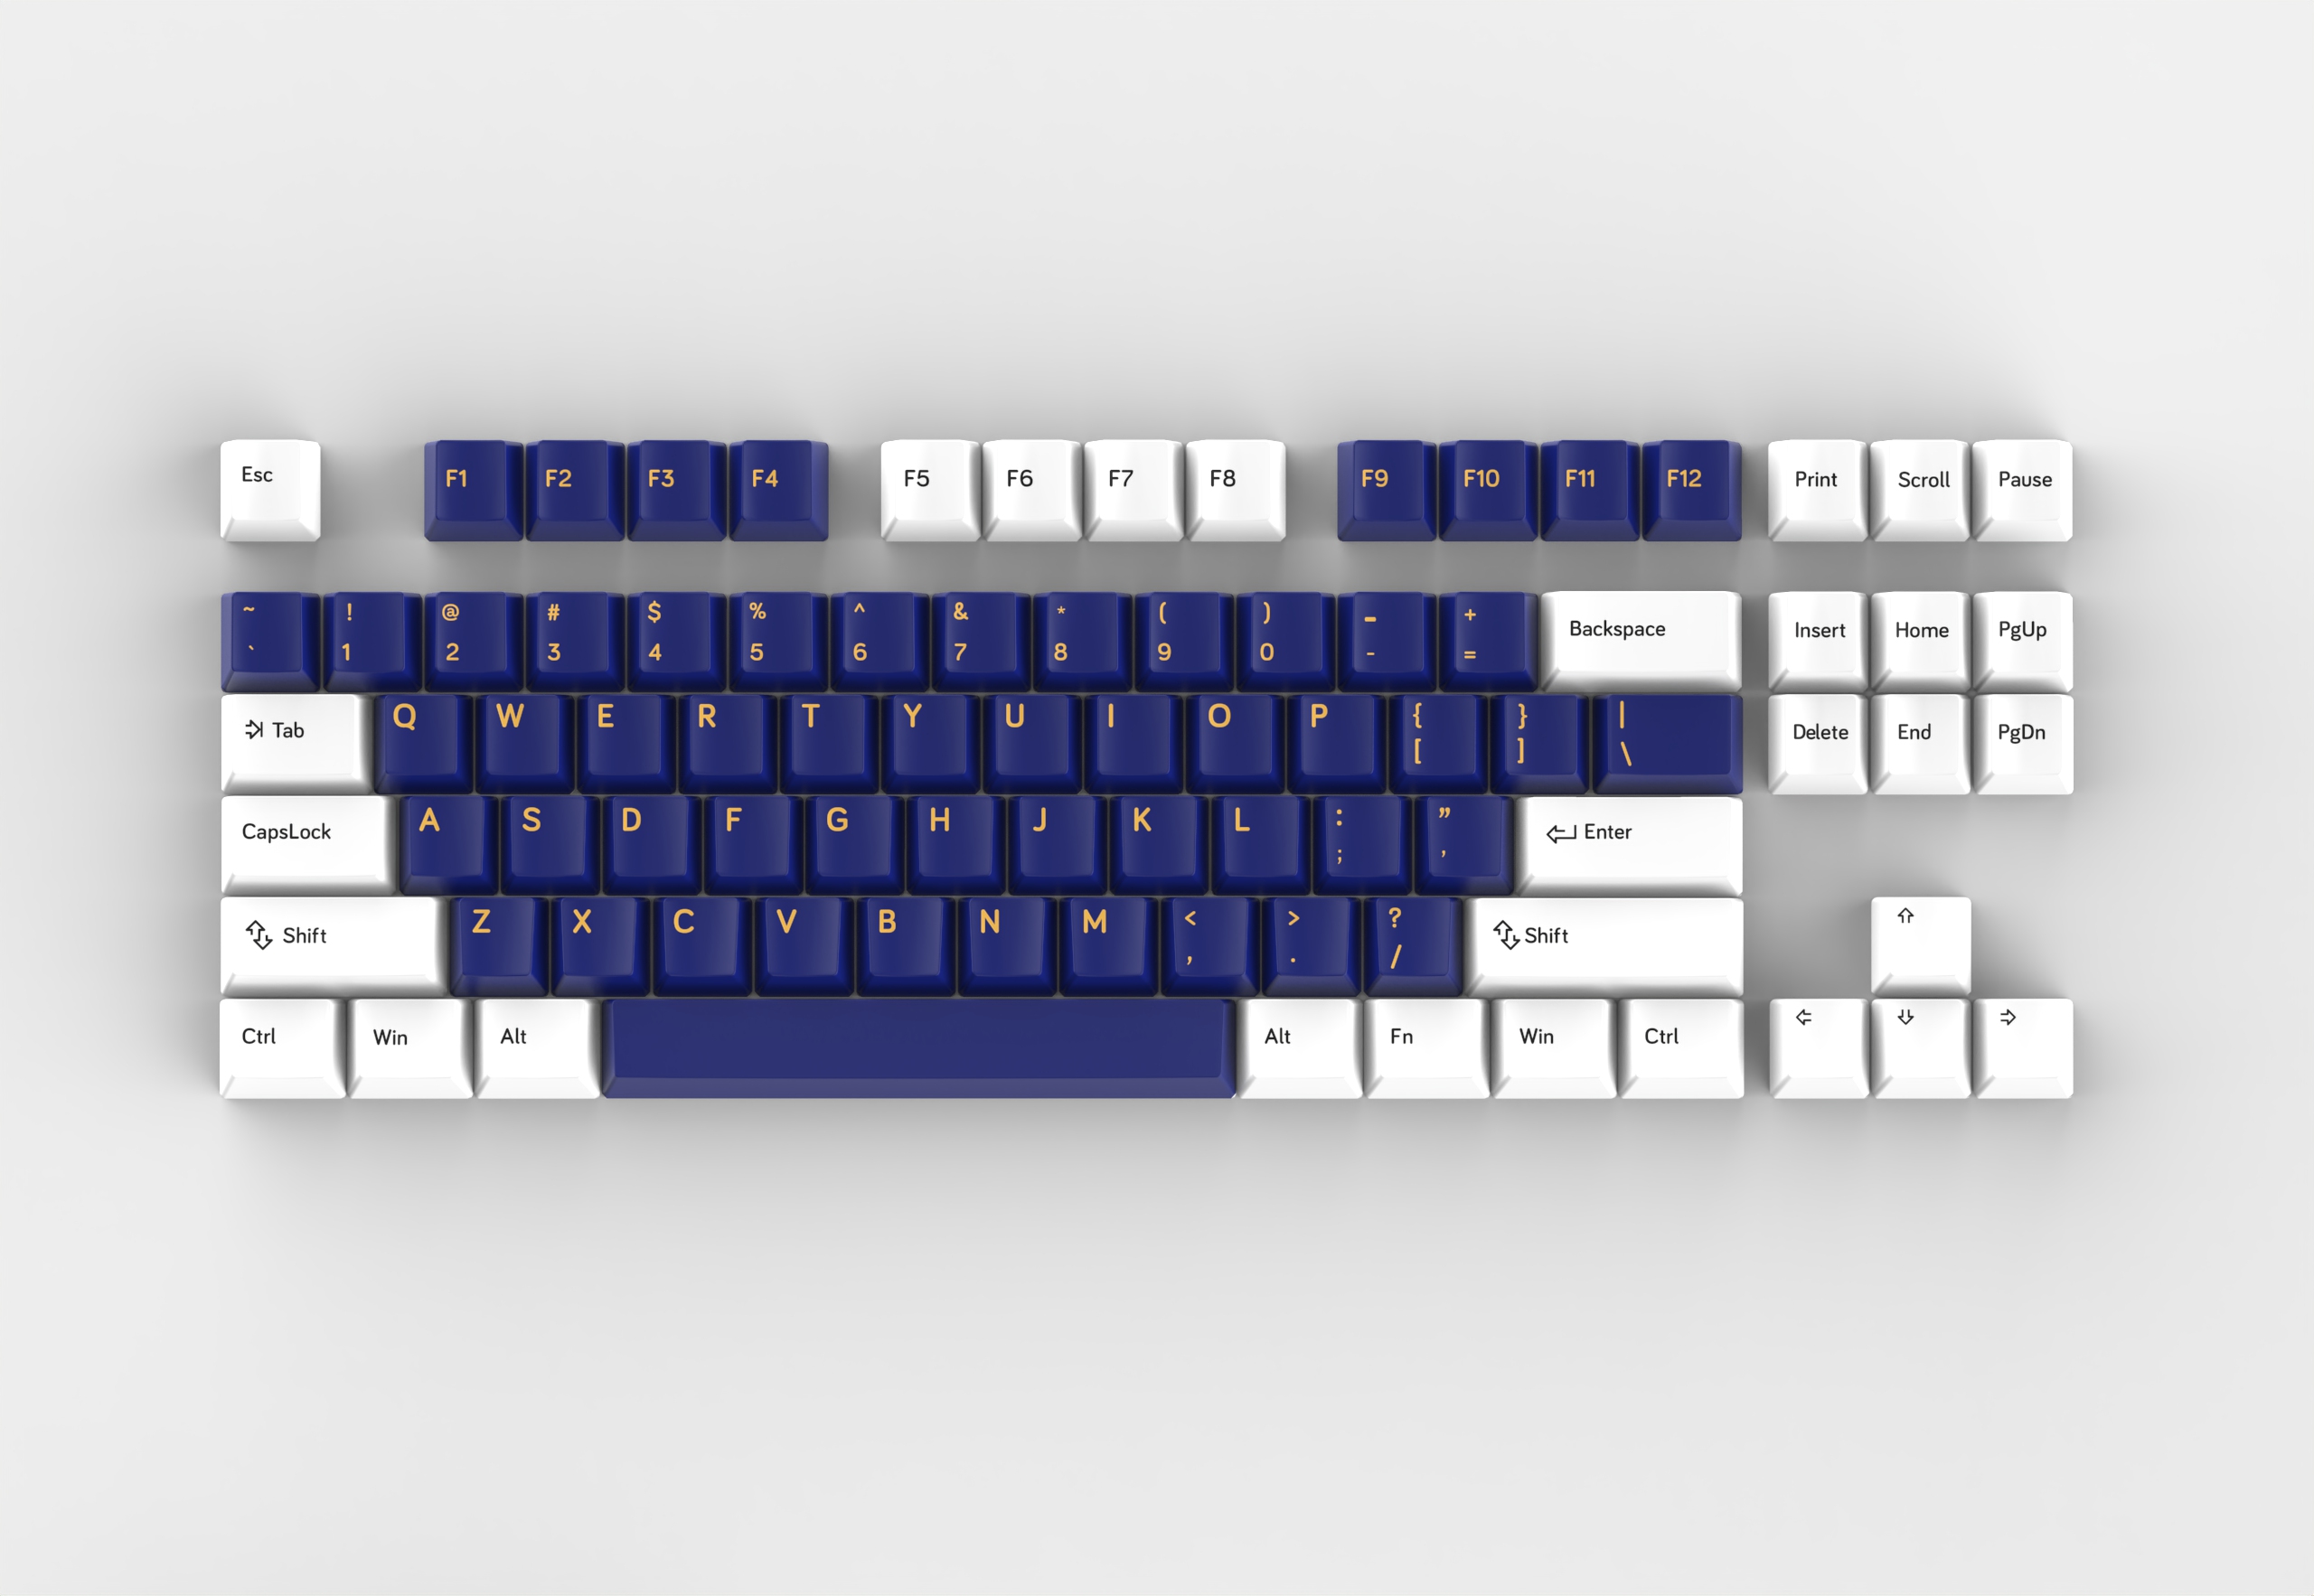 Esc F1 F2 F3 F4 F5 F6 F7 F8 F9 F10 F11 F12 Print Scroll Pause
~ ! @ # $ % ^ & * ( ) _ +
` 1 2 3 4 5 6 7 8 9 0 - = Backspace Insert Home PgUp
Tab Q W E R T Y U I O P { } |
[ ] \ Delete End PgDn
CapsLock A S D F G H J K L : ” Enter
; ’
Shift Z X C V B N M < > ? Shift ⇧
, . /
Ctrl Win Alt Alt Fn Win Ctrl ⇦ ⇩ ⇨